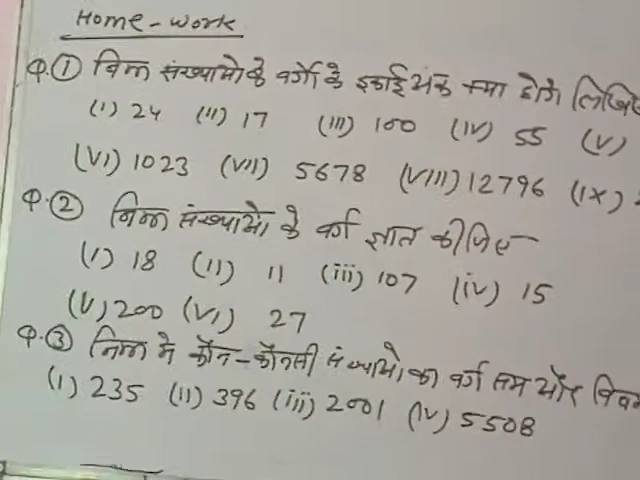 Home-work
Q.① निम्न संख्याओ के वर्गो के इकाई अंक क्या होगे लिखिए
(i) 24 (ii) 17 (iii) 100 (iv) 55 (v)
(VI) 1023 (VII) 5678 (VIII) 12796 (IX)
Q.② निम्न संख्याओ के वर्ग ज्ञात कीजिए
(i) 18 (ii) 11 (iii) 107 (iv) 15
(V) 200 (VI) 27
Q.③ निम्न मे कौन-कौनसी संख्याओ का वर्ग सम और
(i) 235 (ii) 396 (iii) 2001 (iv) 5508